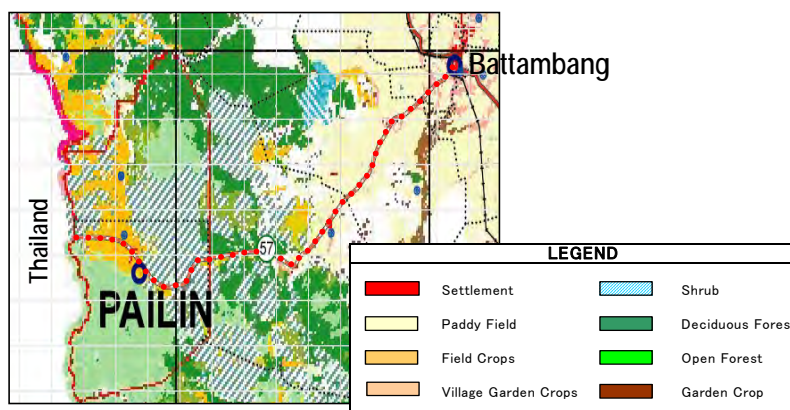 Battambang
Thailand
57
PAILIN
LEGEND
Settlement
Shrub
Paddy Field
Deciduous Fores
Field Crops
Open Forest
Village Garden Crops
Garden Crop